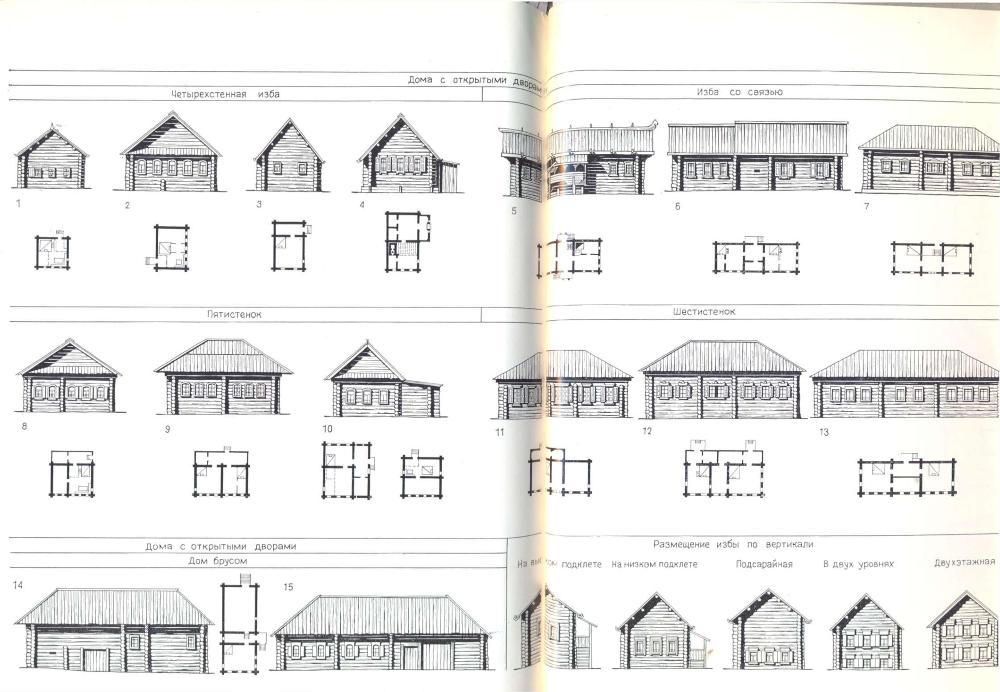 Дома с открытыми дворами
Четырехстенная изба
Изба со связью
1
2
3
4
5
6
7
Пятистенок
Шестистенок
8
9
10
11
12
13
Дома с открытыми дворами
Дом брусом
14
15
Размещение избы по вертикали
На высоком подклете
На низком подклете
Подсарайная
В двух уровнях
Двухэтажная